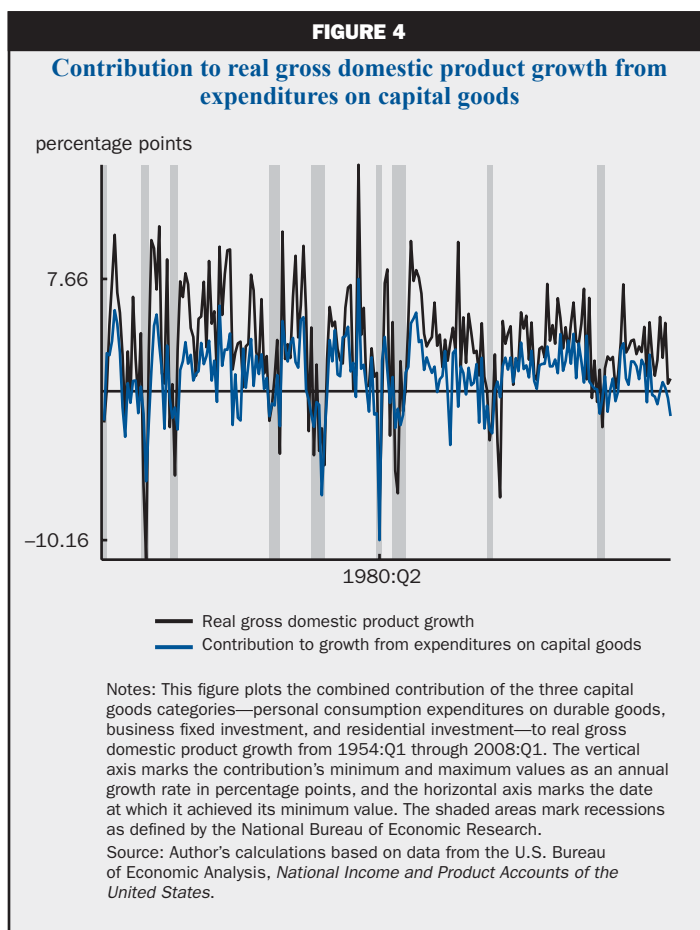 FIGURE 4
Contribution to real gross domestic product growth from
expenditures on capital goods
percentage points
7.66
–10.16
1980:Q2
Real gross domestic product growth
Contribution to growth from expenditures on capital goods
Notes: This figure plots the combined contribution of the three capital
goods categories—personal consumption expenditures on durable goods,
business fixed investment, and residential investment—to real gross
domestic product growth from 1954:Q1 through 2008:Q1. The vertical
axis marks the contribution’s minimum and maximum values as an annual
growth rate in percentage points, and the horizontal axis marks the date
at which it achieved its minimum value. The shaded areas mark recessions
as defined by the National Bureau of Economic Research.
Source: Author’s calculations based on data from the U.S. Bureau
of Economic Analysis, National Income and Product Accounts of the
United States.